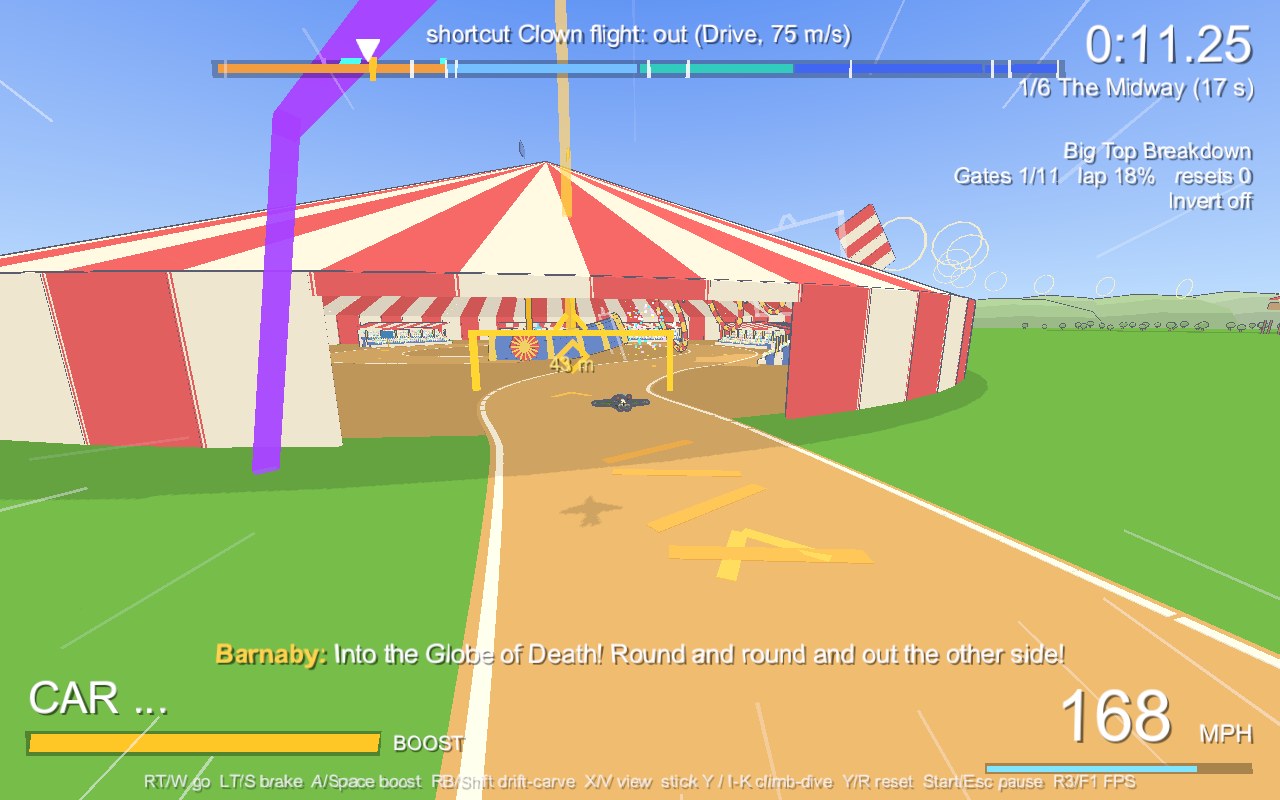 shortcut Clown flight: out (Drive, 75 m/s)
0:11.25
1/6 The Midway (17 s)
Big Top Breakdown
Gates 1/11 lap 18% resets 0
Invert off
43 m
Barnaby: Into the Globe of Death! Round and round and out the other side!
CAR ...
BOOST
168 MPH
RT/W go LT/S brake A/Space boost RB/Shift drift-carve X/V view stick Y / I-K climb-dive Y/R reset Start/Esc pause R3/F1 FPS